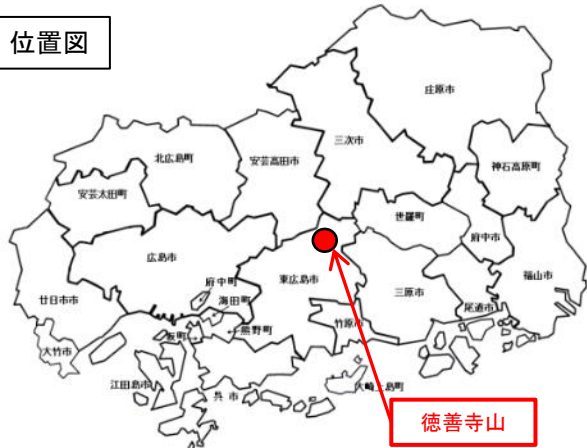 位置図
庄原市
三次市
北広島町
安芸高田市
神石高原町
安芸太田町
世羅町
府中市
広島市
東広島市
三原市
福山市
府中町
廿日市市
海田町
尾道市
竹原市
熊野町
坂町
大竹市
江田島市
呉市
大崎上島町
徳善寺山